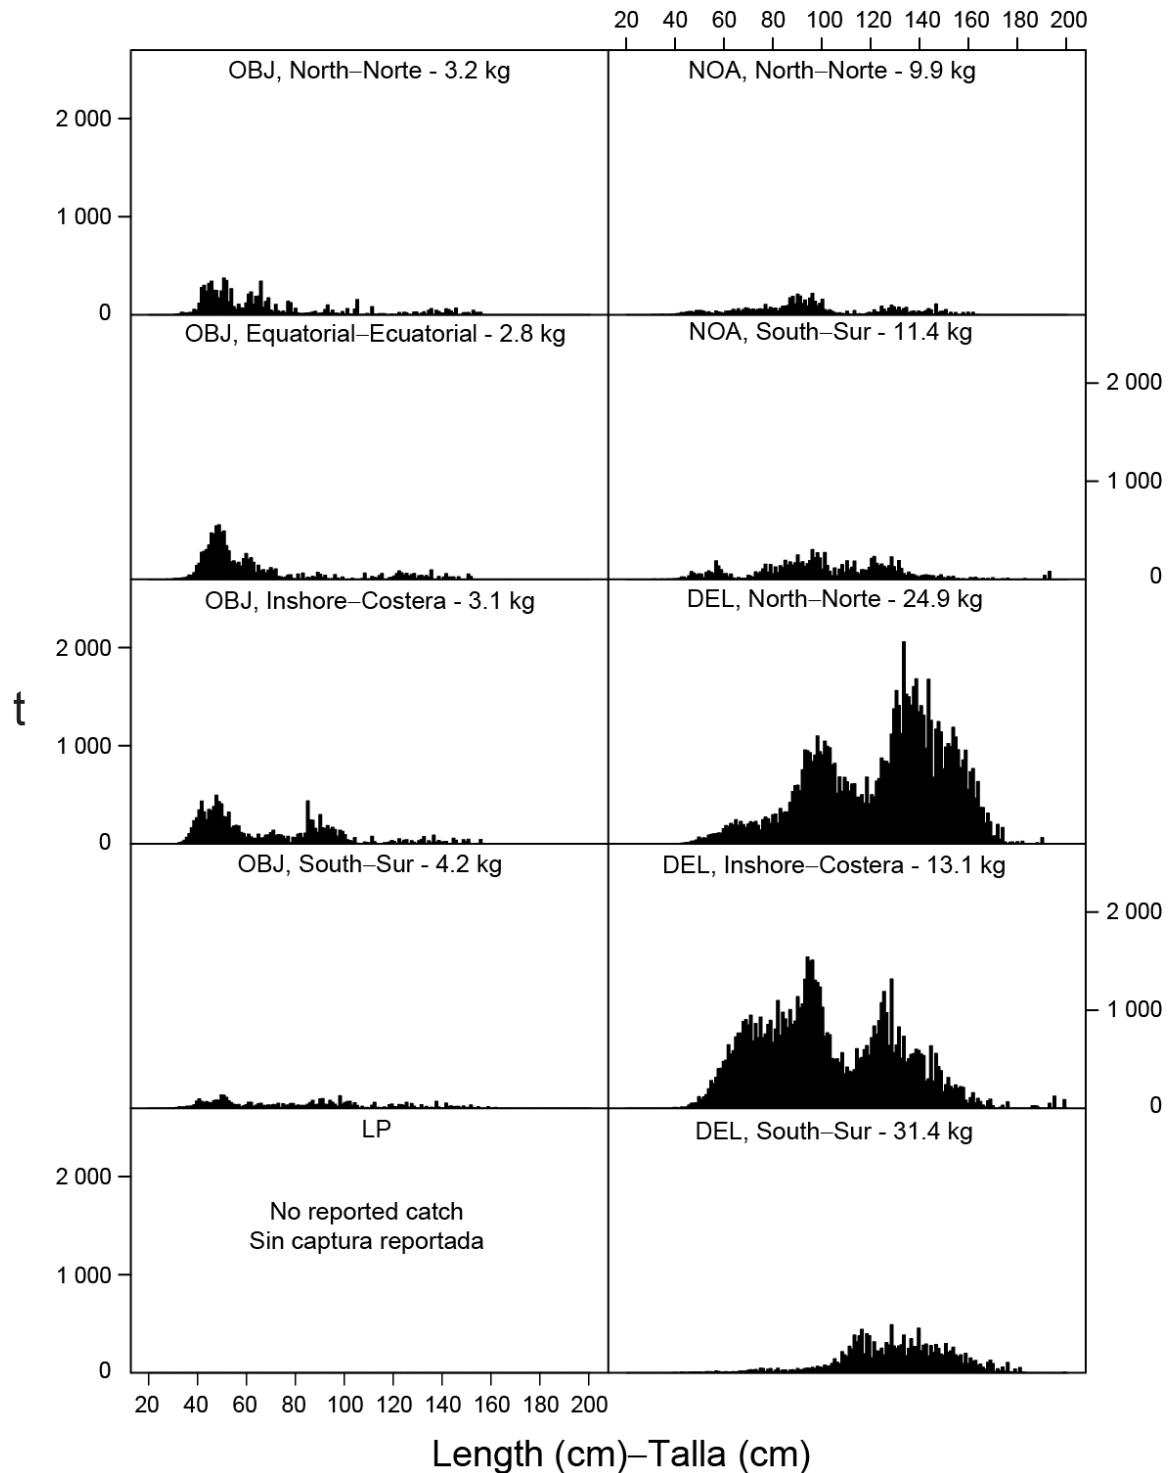 20 40 60 80 100 120 140 160 180 200
OBJ, North–Norte - 3.2 kg
NOA, North–Norte - 9.9 kg
2 000
1 000
0
OBJ, Equatorial–Ecuatorial - 2.8 kg
NOA, South–Sur - 11.4 kg
2 000
1 000
0
OBJ, Inshore–Costera - 3.1 kg
DEL, North–Norte - 24.9 kg
2 000
t
1 000
0
OBJ, South–Sur - 4.2 kg
DEL, Inshore–Costera - 13.1 kg
2 000
1 000
0
LP
DEL, South–Sur - 31.4 kg
2 000
No reported catch
Sin captura reportada
1 000
0
20 40 60 80 100 120 140 160 180 200
Length (cm)–Talla (cm)